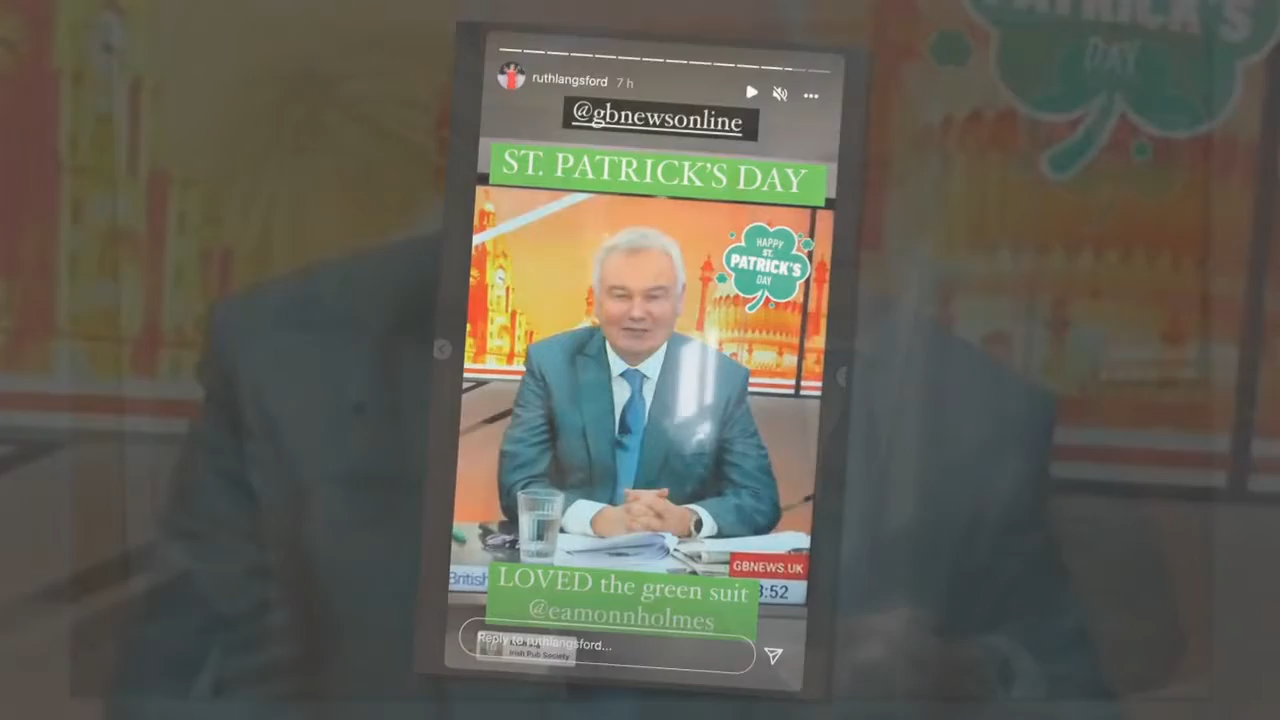 PATRICK'S
DAY
ruthlangsford 7 h
@gbnewsonline
ST. PATRICK'S DAY
HAPPY
ST.
PATRICK'S
DAY
GBNEWS.UK
British
3:52
LOVED the green suit
@eamonnholmes
Reply to ruthlangsford...
Irish Pub Society